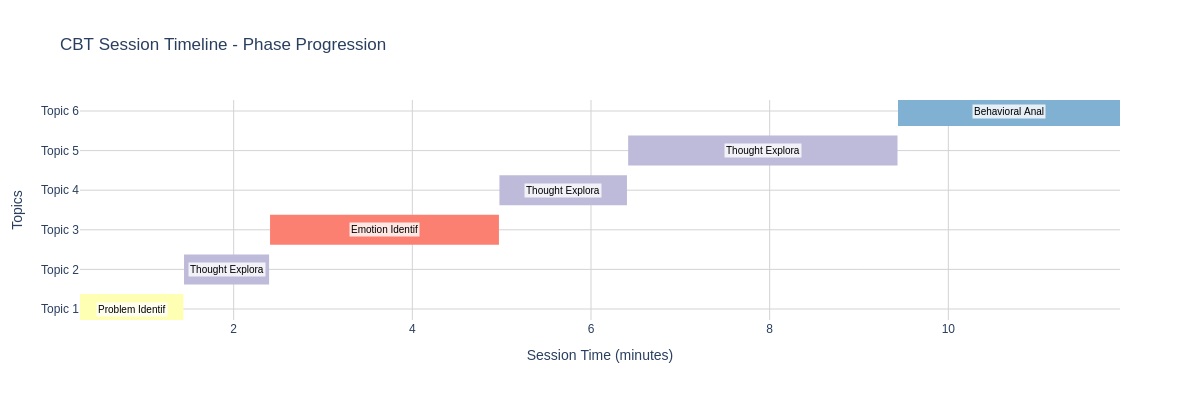 CBT Session Timeline - Phase Progression
Topic 6
Behavioral Anal
Topic 5
Thought Explora
Topic 4
Thought Explora
Topic 3
Emotion Identif
Topic 2
Thought Explora
Topic 1
Problem Identif
Topics
2 4 6 8 10
Session Time (minutes)